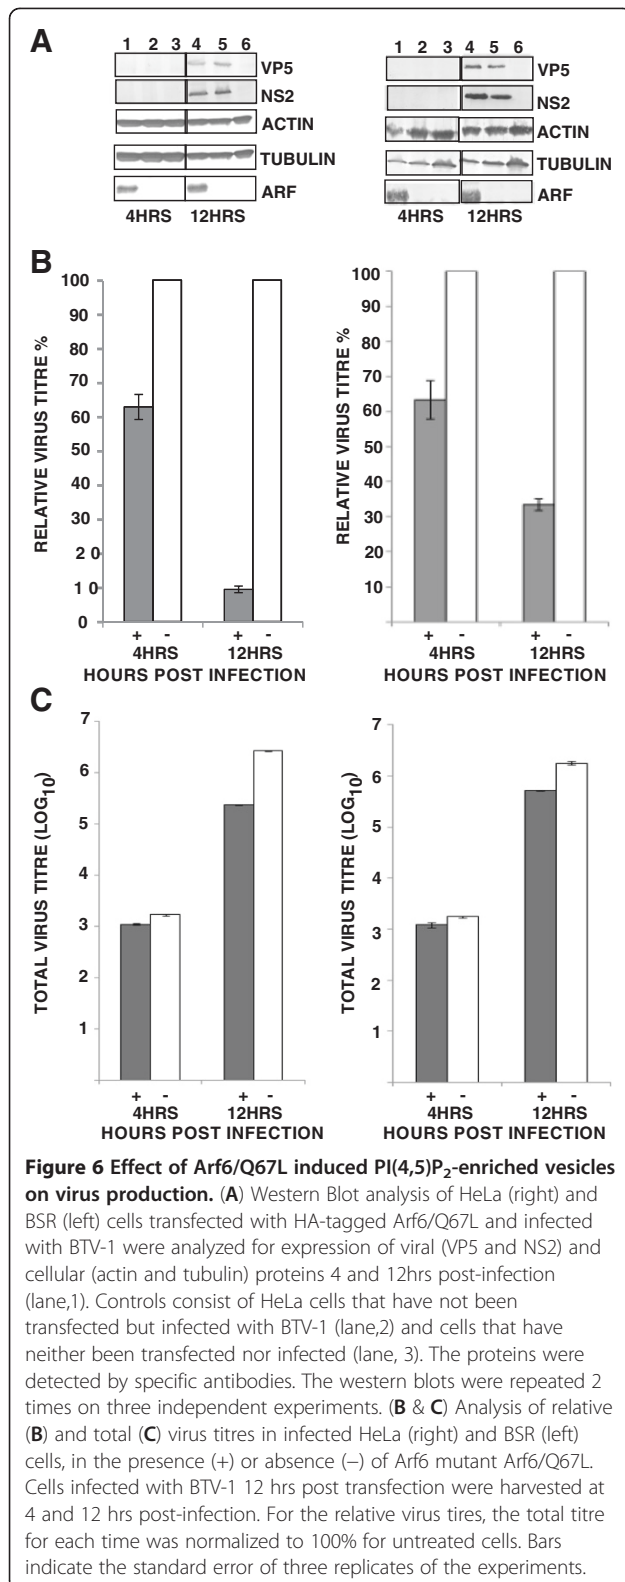 A
1 2 3 4 5 6
VP5
NS2
ACTIN
TUBULIN
ARF
4HRS 12HRS
1 2 3 4 5 6
VP5
NS2
ACTIN
TUBULIN
ARF
4HRS 12HRS
B
RELATIVE VIRUS TITRE %
100
90
80
70
60
50
40
30
2 0
1 0
0
+ - + -
4HRS 12HRS
HOURS POST INFECTION
RELATIVE VIRUS TITRE %
100
90
80
70
60
50
40
30
20
10
+ - + -
4HRS 12HRS
HOURS POST INFECTION
C
TOTAL VIRUS TITRE (LOG10)
7
6
5
4
3
2
1
+ - + -
4HRS 12HRS
HOURS POST INFECTION
TOTAL VIRUS TITRE (LOG10)
7
6
5
4
3
2
1
+ - + -
4HRS 12HRS
HOURS POST INFECTION
Figure 6 Effect of Arf6/Q67L induced PI(4,5)P2-enriched vesicles
on virus production. (A) Western Blot analysis of HeLa (right) and
BSR (left) cells transfected with HA-tagged Arf6/Q67L and infected
with BTV-1 were analyzed for expression of viral (VP5 and NS2) and
cellular (actin and tubulin) proteins 4 and 12hrs post-infection
(lane,1). Controls consist of HeLa cells that have not been
transfected but infected with BTV-1 (lane,2) and cells that have
neither been transfected nor infected (lane, 3). The proteins were
detected by specific antibodies. The western blots were repeated 2
times on three independent experiments. (B & C) Analysis of relative
(B) and total (C) virus titres in infected HeLa (right) and BSR (left)
cells, in the presence (+) or absence (−) of Arf6 mutant Arf6/Q67L.
Cells infected with BTV-1 12 hrs post transfection were harvested at
4 and 12 hrs post-infection. For the relative virus tires, the total titre
for each time was normalized to 100% for untreated cells. Bars
indicate the standard error of three replicates of the experiments.